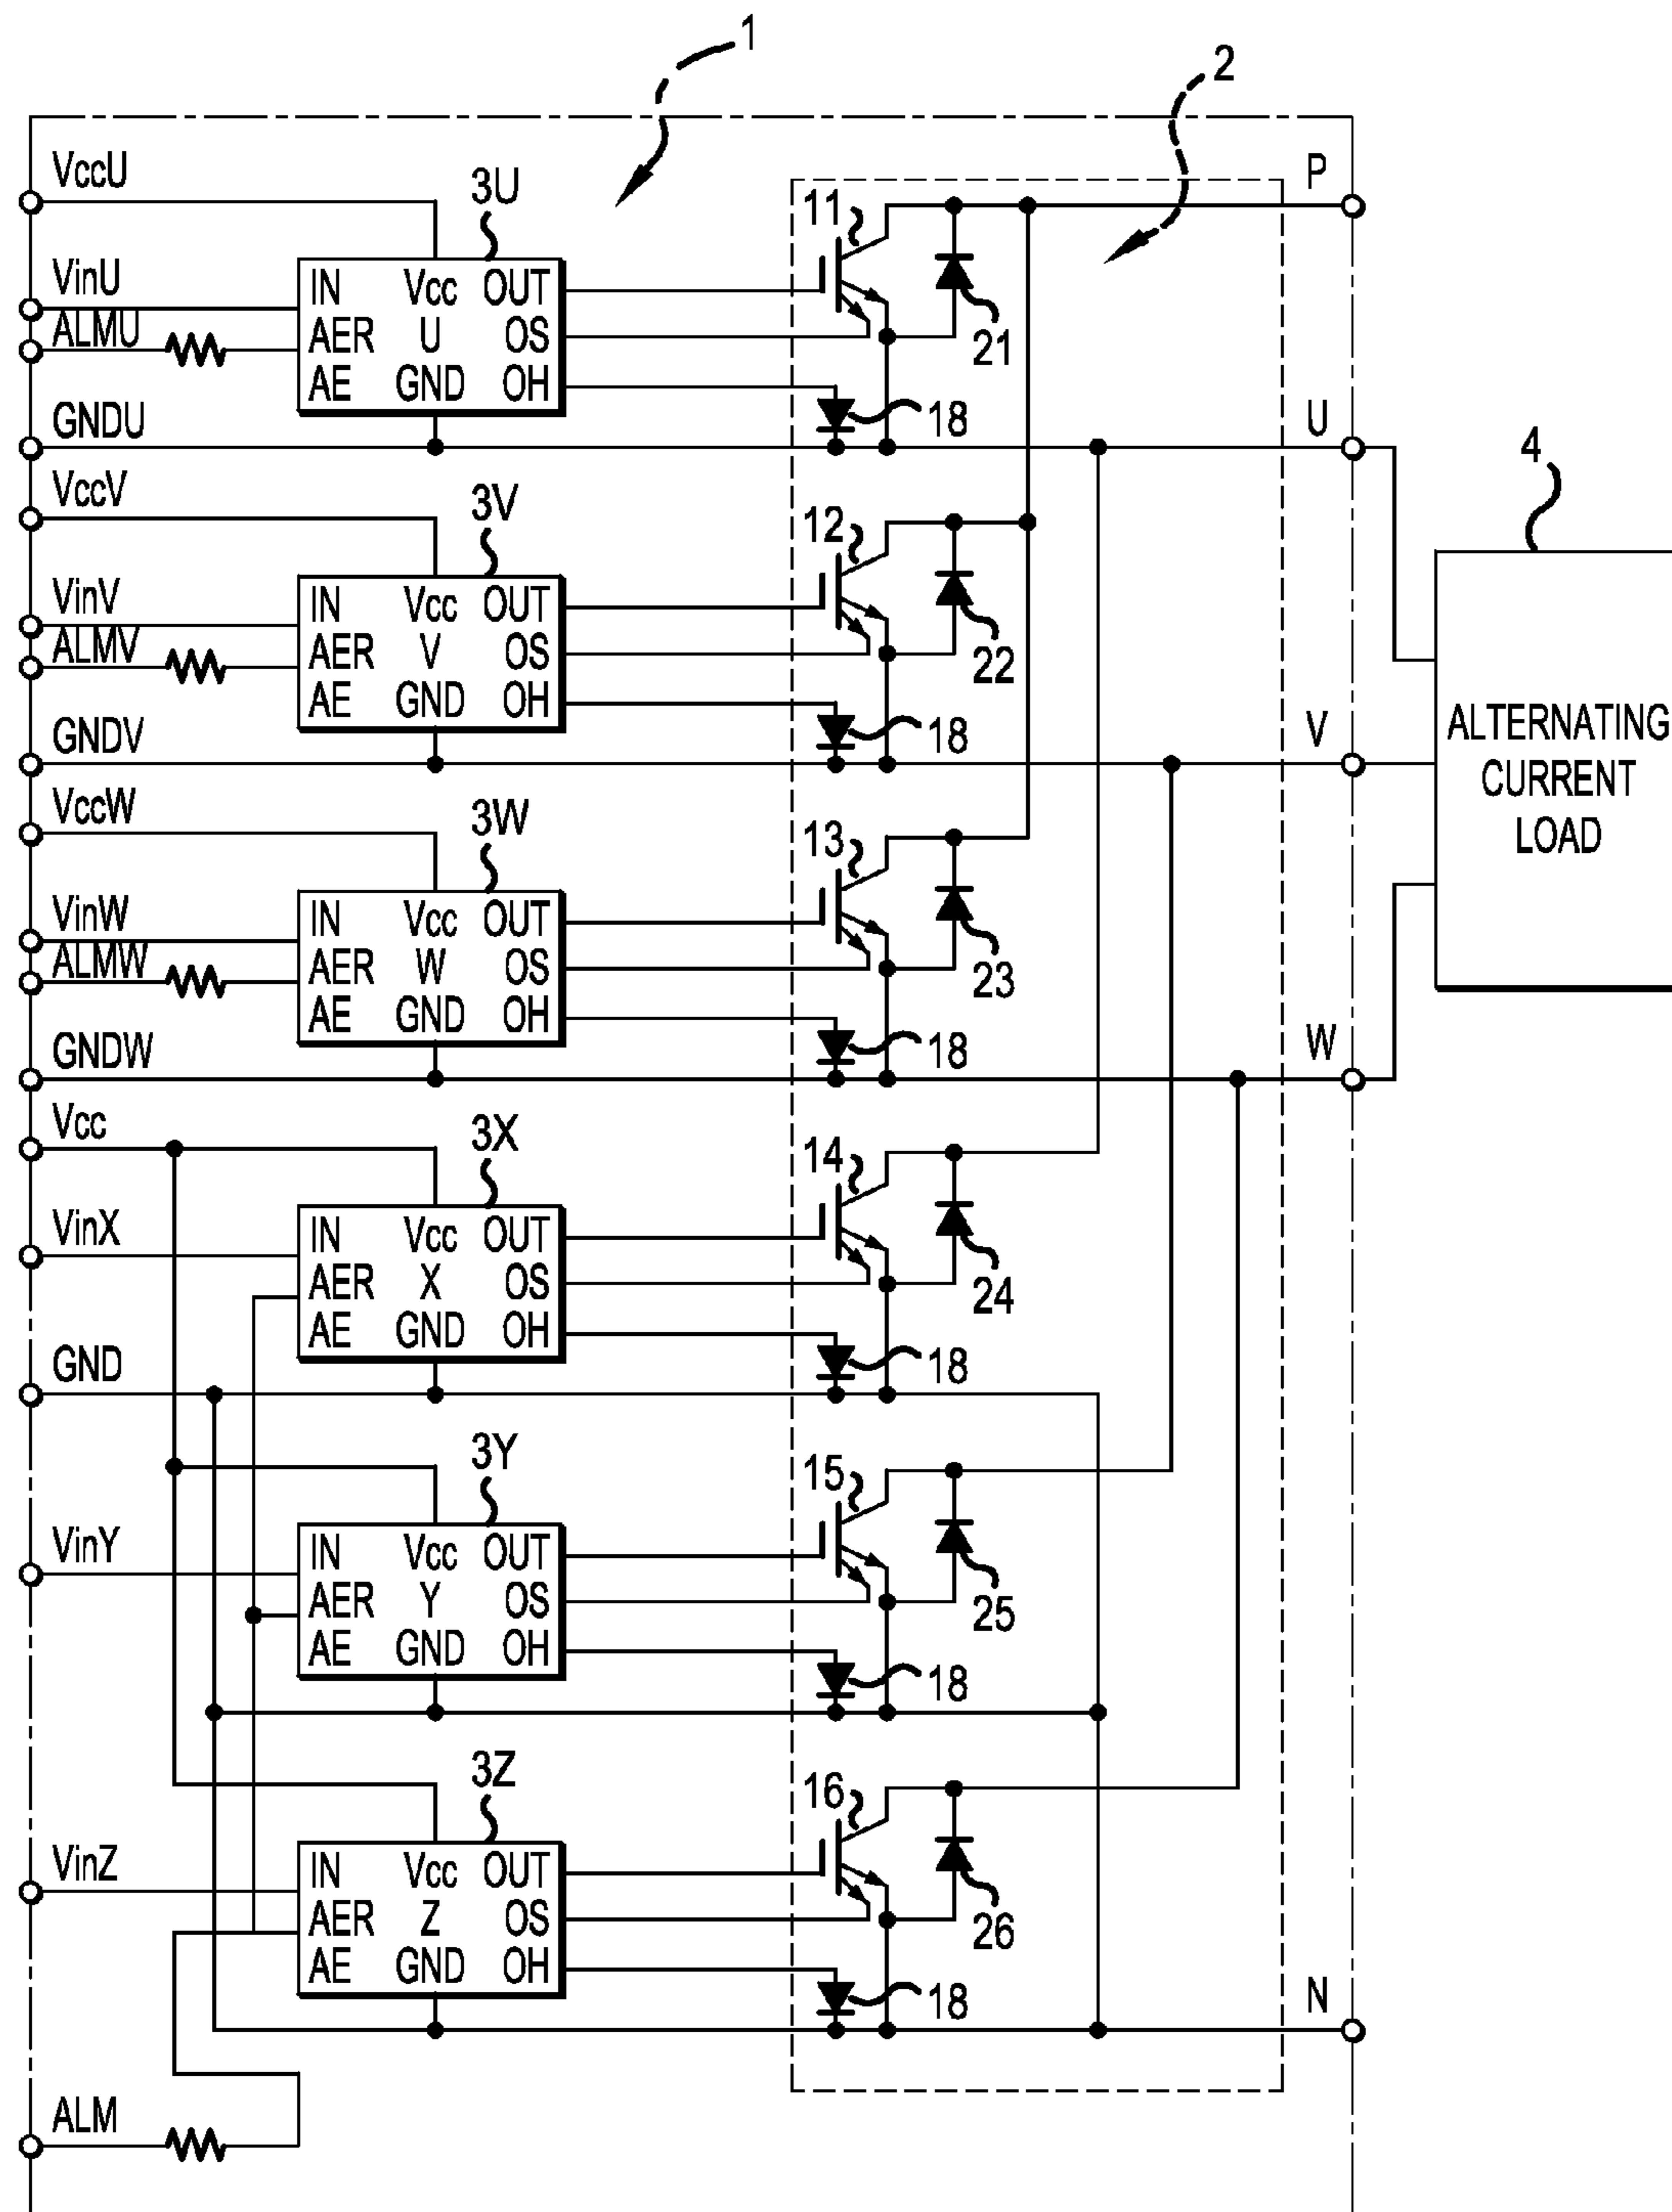 1
2
VccU
3U
11
P
VinU
IN Vcc OUT
ALMU
AER U OS
21
AE GND OH
18
GNDU
U
VccV
3V
12
4
VinV
IN Vcc OUT
ALMV
AER V OS
22
AE GND OH
18
GNDV
V
ALTERNATING
CURRENT
LOAD
VccW
3W
13
VinW
IN Vcc OUT
ALMW
AER W OS
23
AE GND OH
18
GNDW
W
Vcc
3X
14
VinX
IN Vcc OUT
AER X OS
24
AE GND OH
18
GND
3Y
15
VinY
IN Vcc OUT
AER Y OS
25
AE GND OH
18
3Z
16
VinZ
IN Vcc OUT
AER Z OS
26
AE GND OH
18
N
ALM